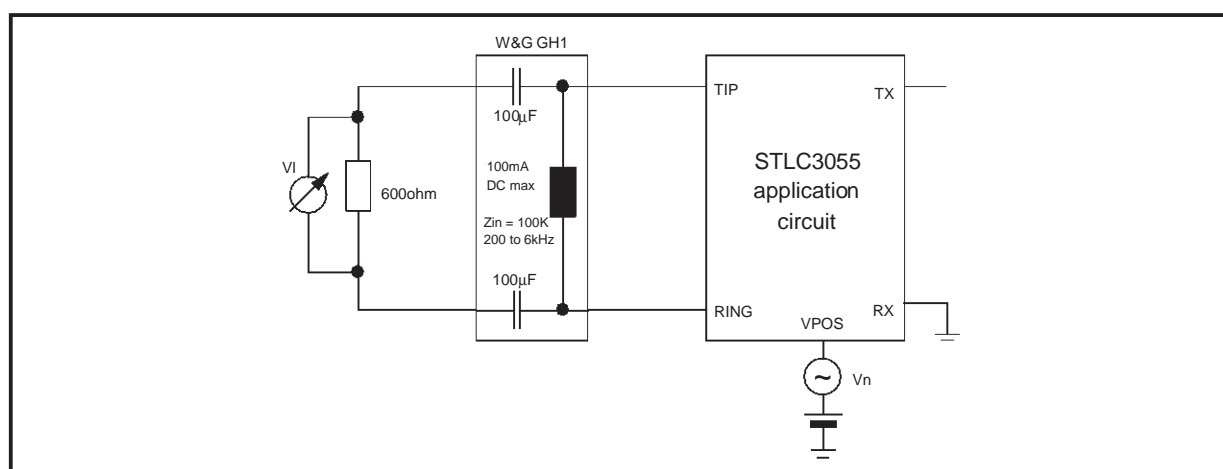 W&G GH1
TIP
TX
100μF
VI
600ohm
100mA
DC max
Zin = 100K
200 to 6kHz
STLC3055
application
circuit
100μF
RING
RX
VPOS
~
Vn